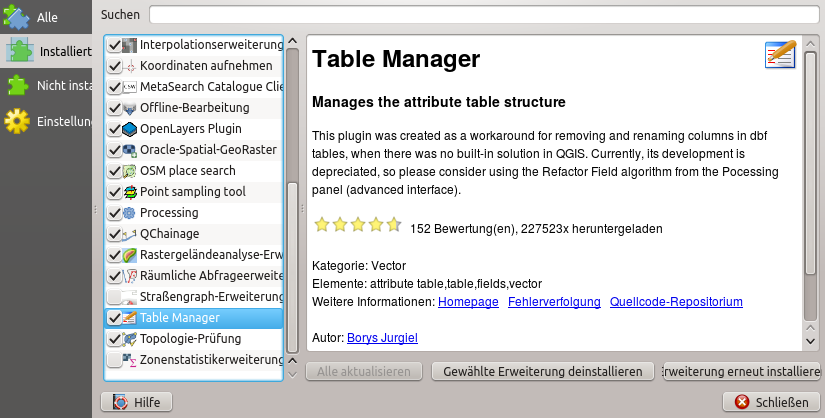 Alle
Installiert
Nicht insta
Einstellun
Suchen
Interpolationserweiterung
Koordinaten aufnehmen
MetaSearch Catalogue Clie
Offline-Bearbeitung
OpenLayers Plugin
Oracle-Spatial-GeoRaster
OSM place search
Point sampling tool
Processing
QChainage
Rastergeländeanalyse-Erw
Räumliche Abfrageerweite
Straßengraph-Erweiterung
Table Manager
Topologie-Prüfung
Zonenstatistikerweiterung
Table Manager
Manages the attribute table structure
This plugin was created as a workaround for removing and renaming columns in dbf
tables, when there was no built-in solution in QGIS. Currently, its development is
depreciated, so please consider using the Refactor Field algorithm from the Pocessing
panel (advanced interface).
152 Bewertung(en), 227523x heruntergeladen
Kategorie: Vector
Elemente: attribute table,table,fields,vector
Weitere Informationen: Homepage Fehlerverfolgung Quellcode-Repositorium
Autor: Borys Jurgiel
Alle aktualisieren
Gewählte Erweiterung deinstallieren
Erweiterung erneut installiere
Hilfe
Schließen